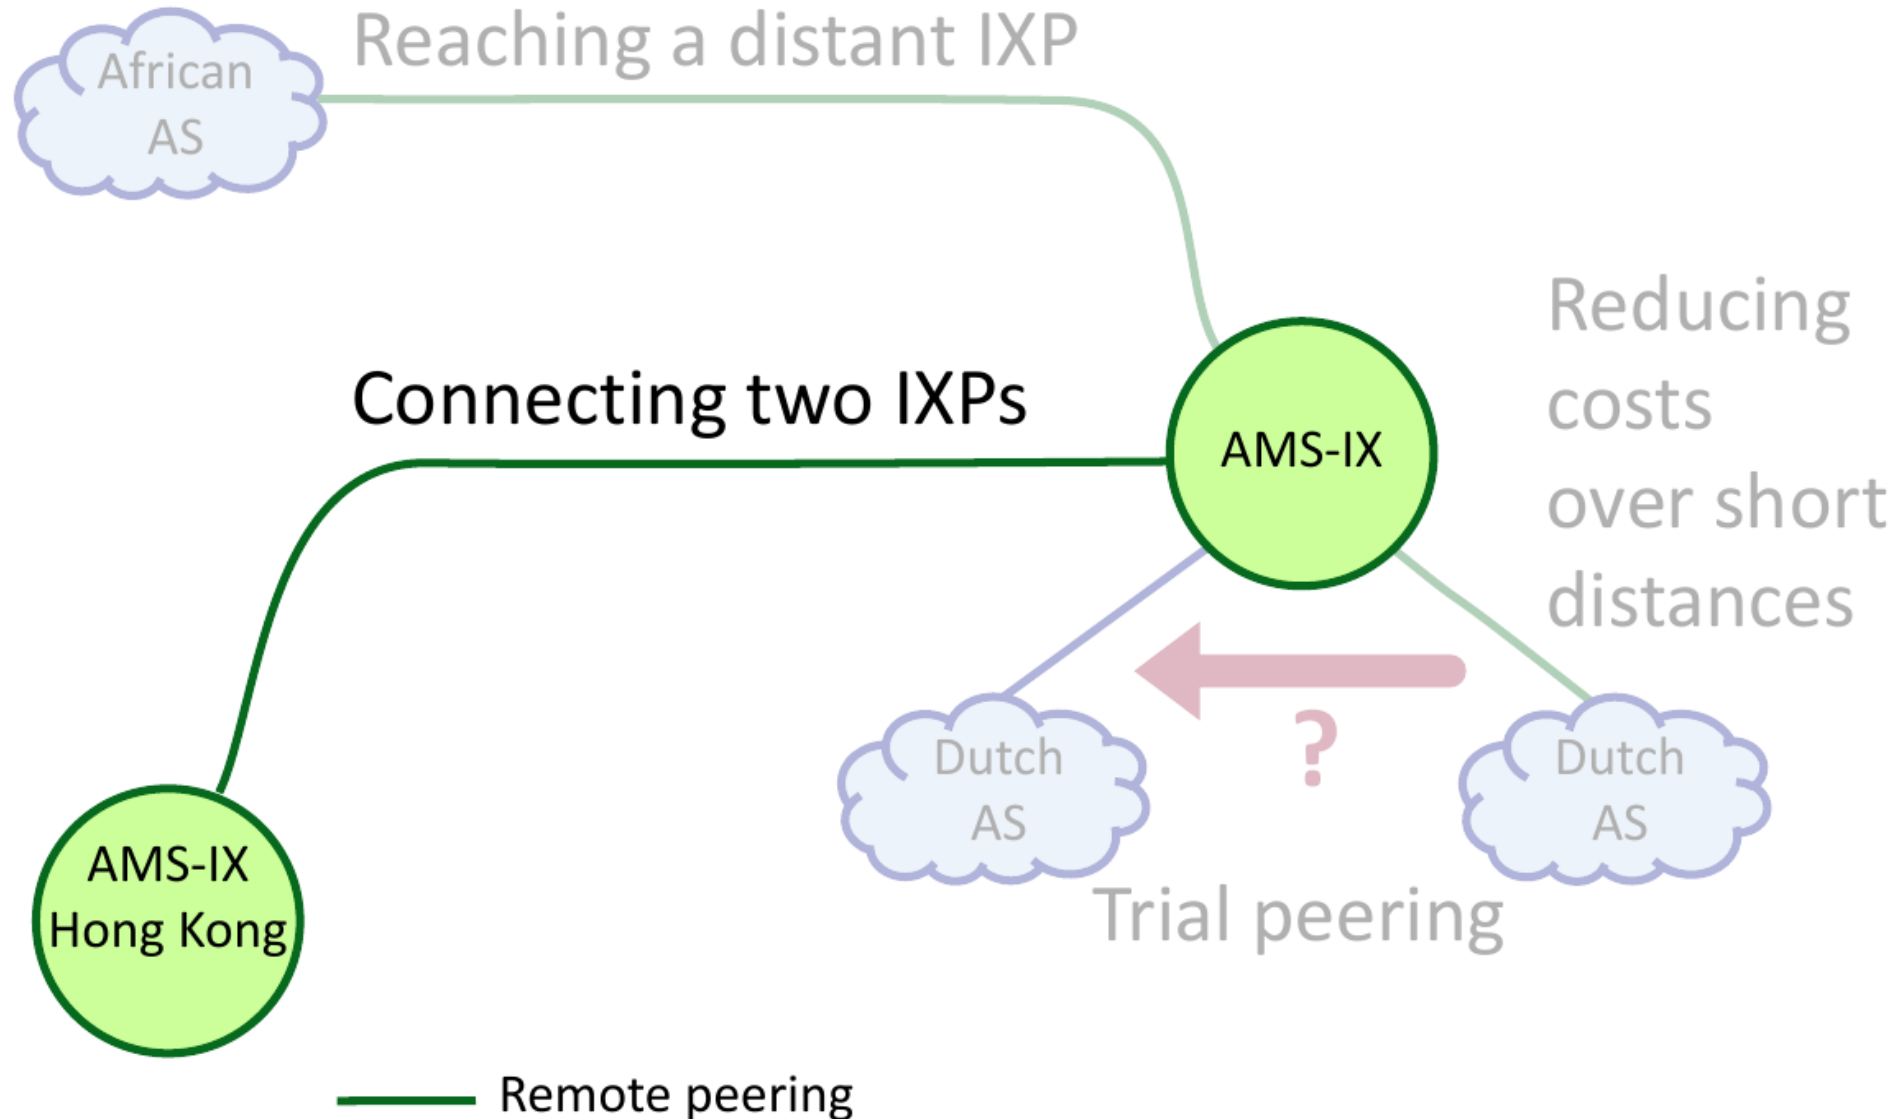 Reaching a distant IXP
African
AS
Connecting two IXPs
AMS-IX
Reducing
costs
over short
distances
?
Dutch
AS
Dutch
AS
Trial peering
AMS-IX
Hong Kong
Remote peering